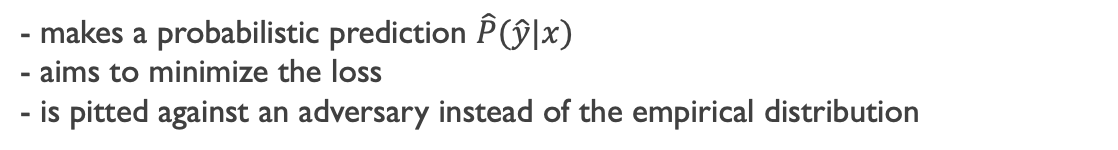 - makes a probabilistic prediction P̂(ŷ|x)
- aims to minimize the loss
- is pitted against an adversary instead of the empirical distribution